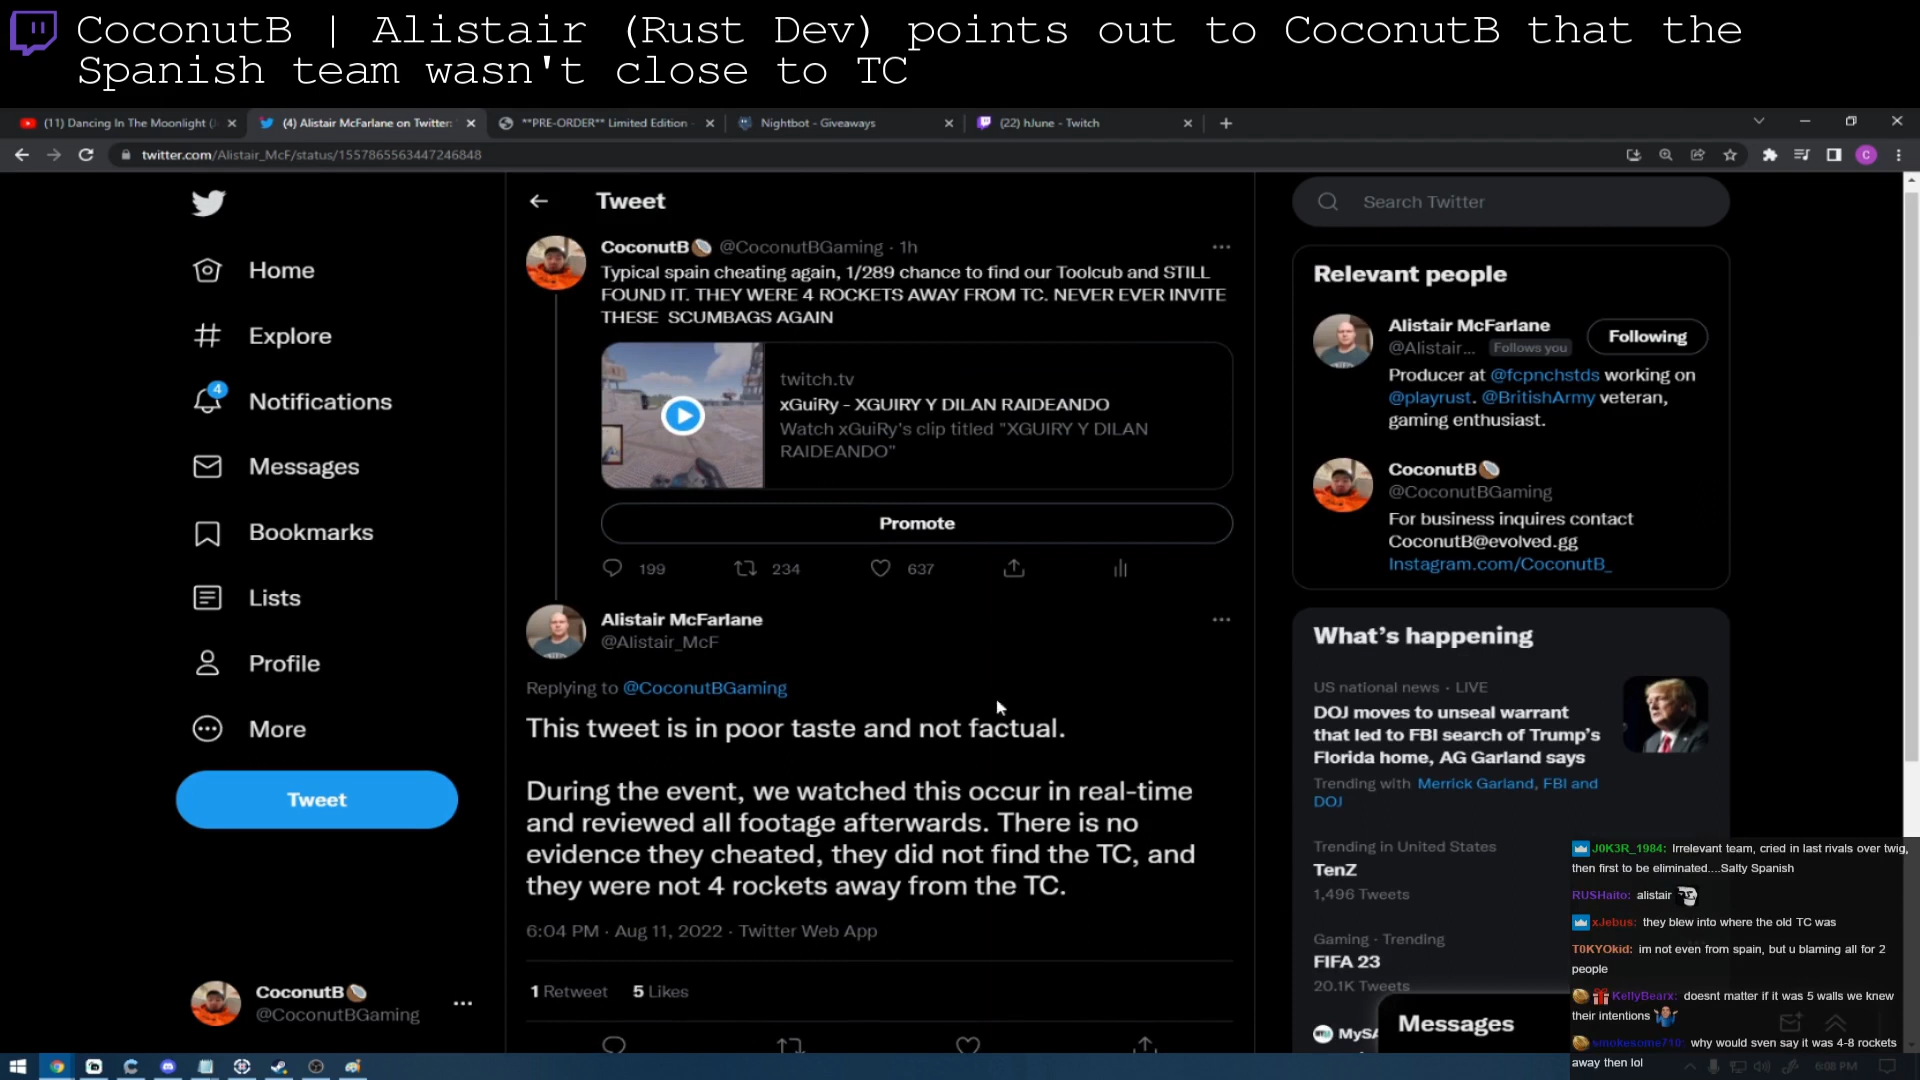 CoconutB | Alistair (Rust Dev) points out to CoconutB that the
Spanish team wasn't close to TC
(11) Dancing In The Moonlight (
(4) Alistair McFarlane on Twitter:
**PRE-ORDER** Limited Edition
Nightbot - Giveaways
(22) hJune - Twitch
twitter.com/Alistair_McF/status/1557865563447246848
C
Home
Explore
4
Notifications
Messages
Bookmarks
Lists
Profile
More
Tweet
CoconutB
@CoconutBGaming
Tweet
CoconutB @CoconutBGaming · 1h
Typical spain cheating again, 1/289 chance to find our Toolcub and STILL
FOUND IT. THEY WERE 4 ROCKETS AWAY FROM TC. NEVER EVER INVITE
THESE SCUMBAGS AGAIN
twitch.tv
xGuiRy - XGUIRY Y DILAN RAIDEANDO
Watch xGuiRy's clip titled "XGUIRY Y DILAN
RAIDEANDO"
Promote
199 234 637
Alistair McFarlane
@Alistair_McF
Replying to @CoconutBGaming
This tweet is in poor taste and not factual.
During the event, we watched this occur in real-time
and reviewed all footage afterwards. There is no
evidence they cheated, they did not find the TC, and
they were not 4 rockets away from the TC.
6:04 PM · Aug 11, 2022 · Twitter Web App
1 Retweet 5 Likes
Search Twitter
Relevant people
Alistair McFarlane
@Alistair... Follows you
Following
Producer at @fcpnchstds working on
@playrust. @BritishArmy veteran,
gaming enthusiast.
CoconutB
@CoconutBGaming
For business inquires contact
CoconutB@evolved.gg
Instagram.com/CoconutB_
What's happening
US national news · LIVE
DOJ moves to unseal warrant
that led to FBI search of Trump's
Florida home, AG Garland says
Trending with Merrick Garland, FBI and
DOJ
Trending in United States
TenZ
1,496 Tweets
Gaming · Trending
FIFA 23
20.1K Tweets
MySA
Messages
J0K3R_1984: Irrelevant team, cried in last rivals over twig,
then first to be eliminated....Salty Spanish
RUSHaito: alistair
xJebus: they blew into where the old TC was
T0KYOkid: im not even from spain, but u blaming all for 2
people
KellyBearx: doesnt matter if it was 5 walls we knew
their intentions
smokesome710: why would sven say it was 4-8 rockets
away then lol
6:08 PM